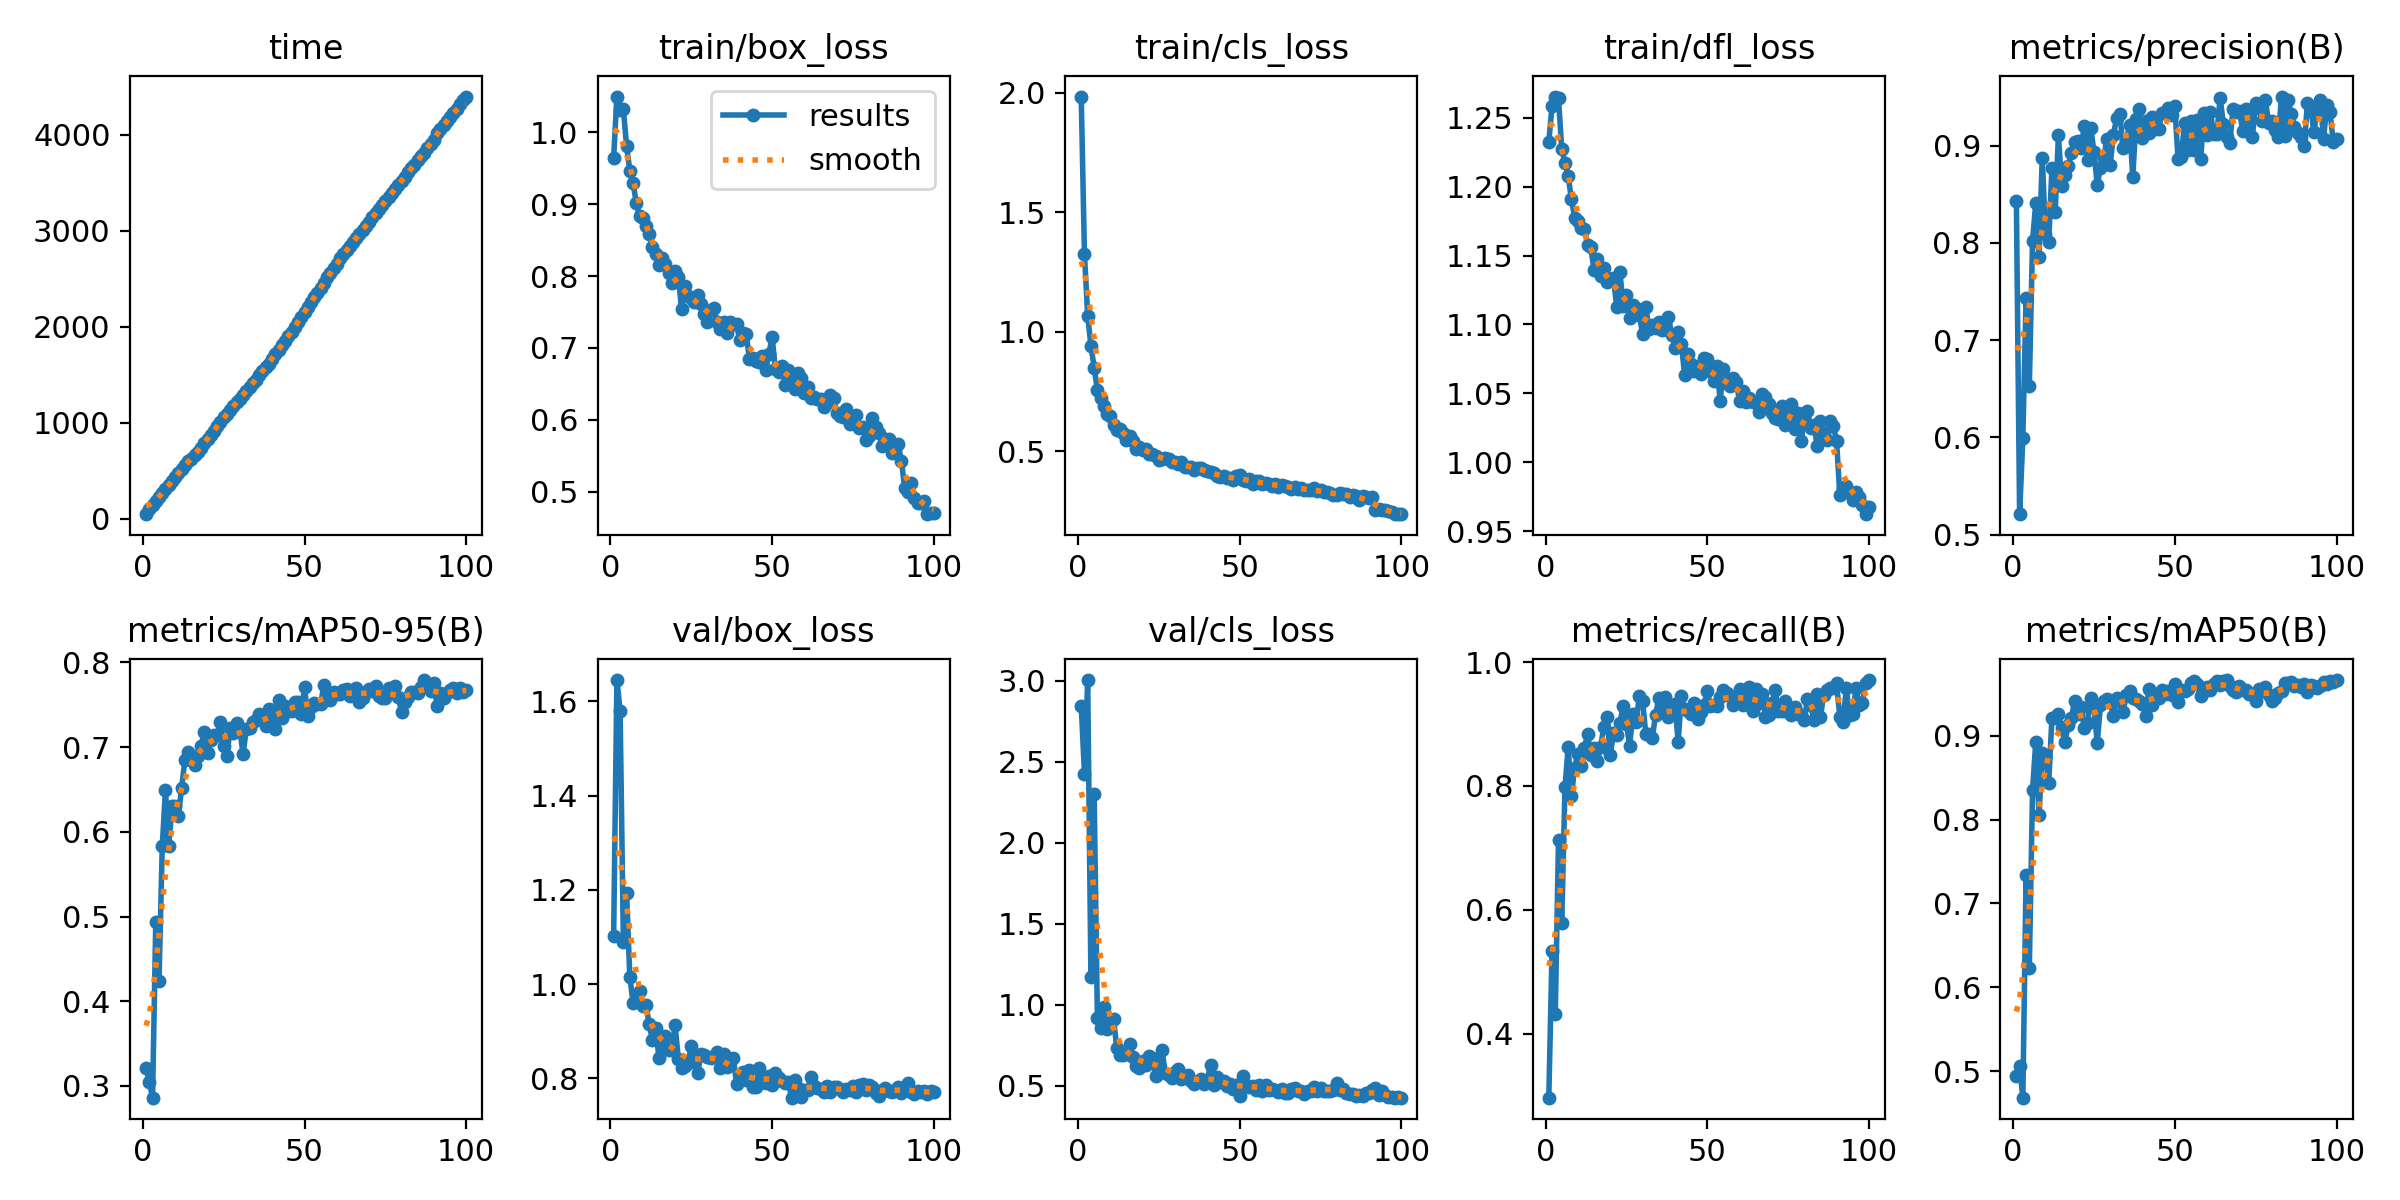 time
4000
3000
2000
1000
0
0 50 100
train/box_loss
results
smooth
1.0
0.9
0.8
0.7
0.6
0.5
0 50 100
train/cls_loss
2.0
1.5
1.0
0.5
0 50 100
train/dfl_loss
1.25
1.20
1.15
1.10
1.05
1.00
0.95
0 50 100
metrics/precision(B)
0.9
0.8
0.7
0.6
0.5
0 50 100
metrics/mAP50-95(B)
0.8
0.7
0.6
0.5
0.4
0.3
0 50 100
val/box_loss
1.6
1.4
1.2
1.0
0.8
0 50 100
val/cls_loss
3.0
2.5
2.0
1.5
1.0
0.5
0 50 100
metrics/recall(B)
1.0
0.8
0.6
0.4
0 50 100
metrics/mAP50(B)
0.9
0.8
0.7
0.6
0.5
0 50 100